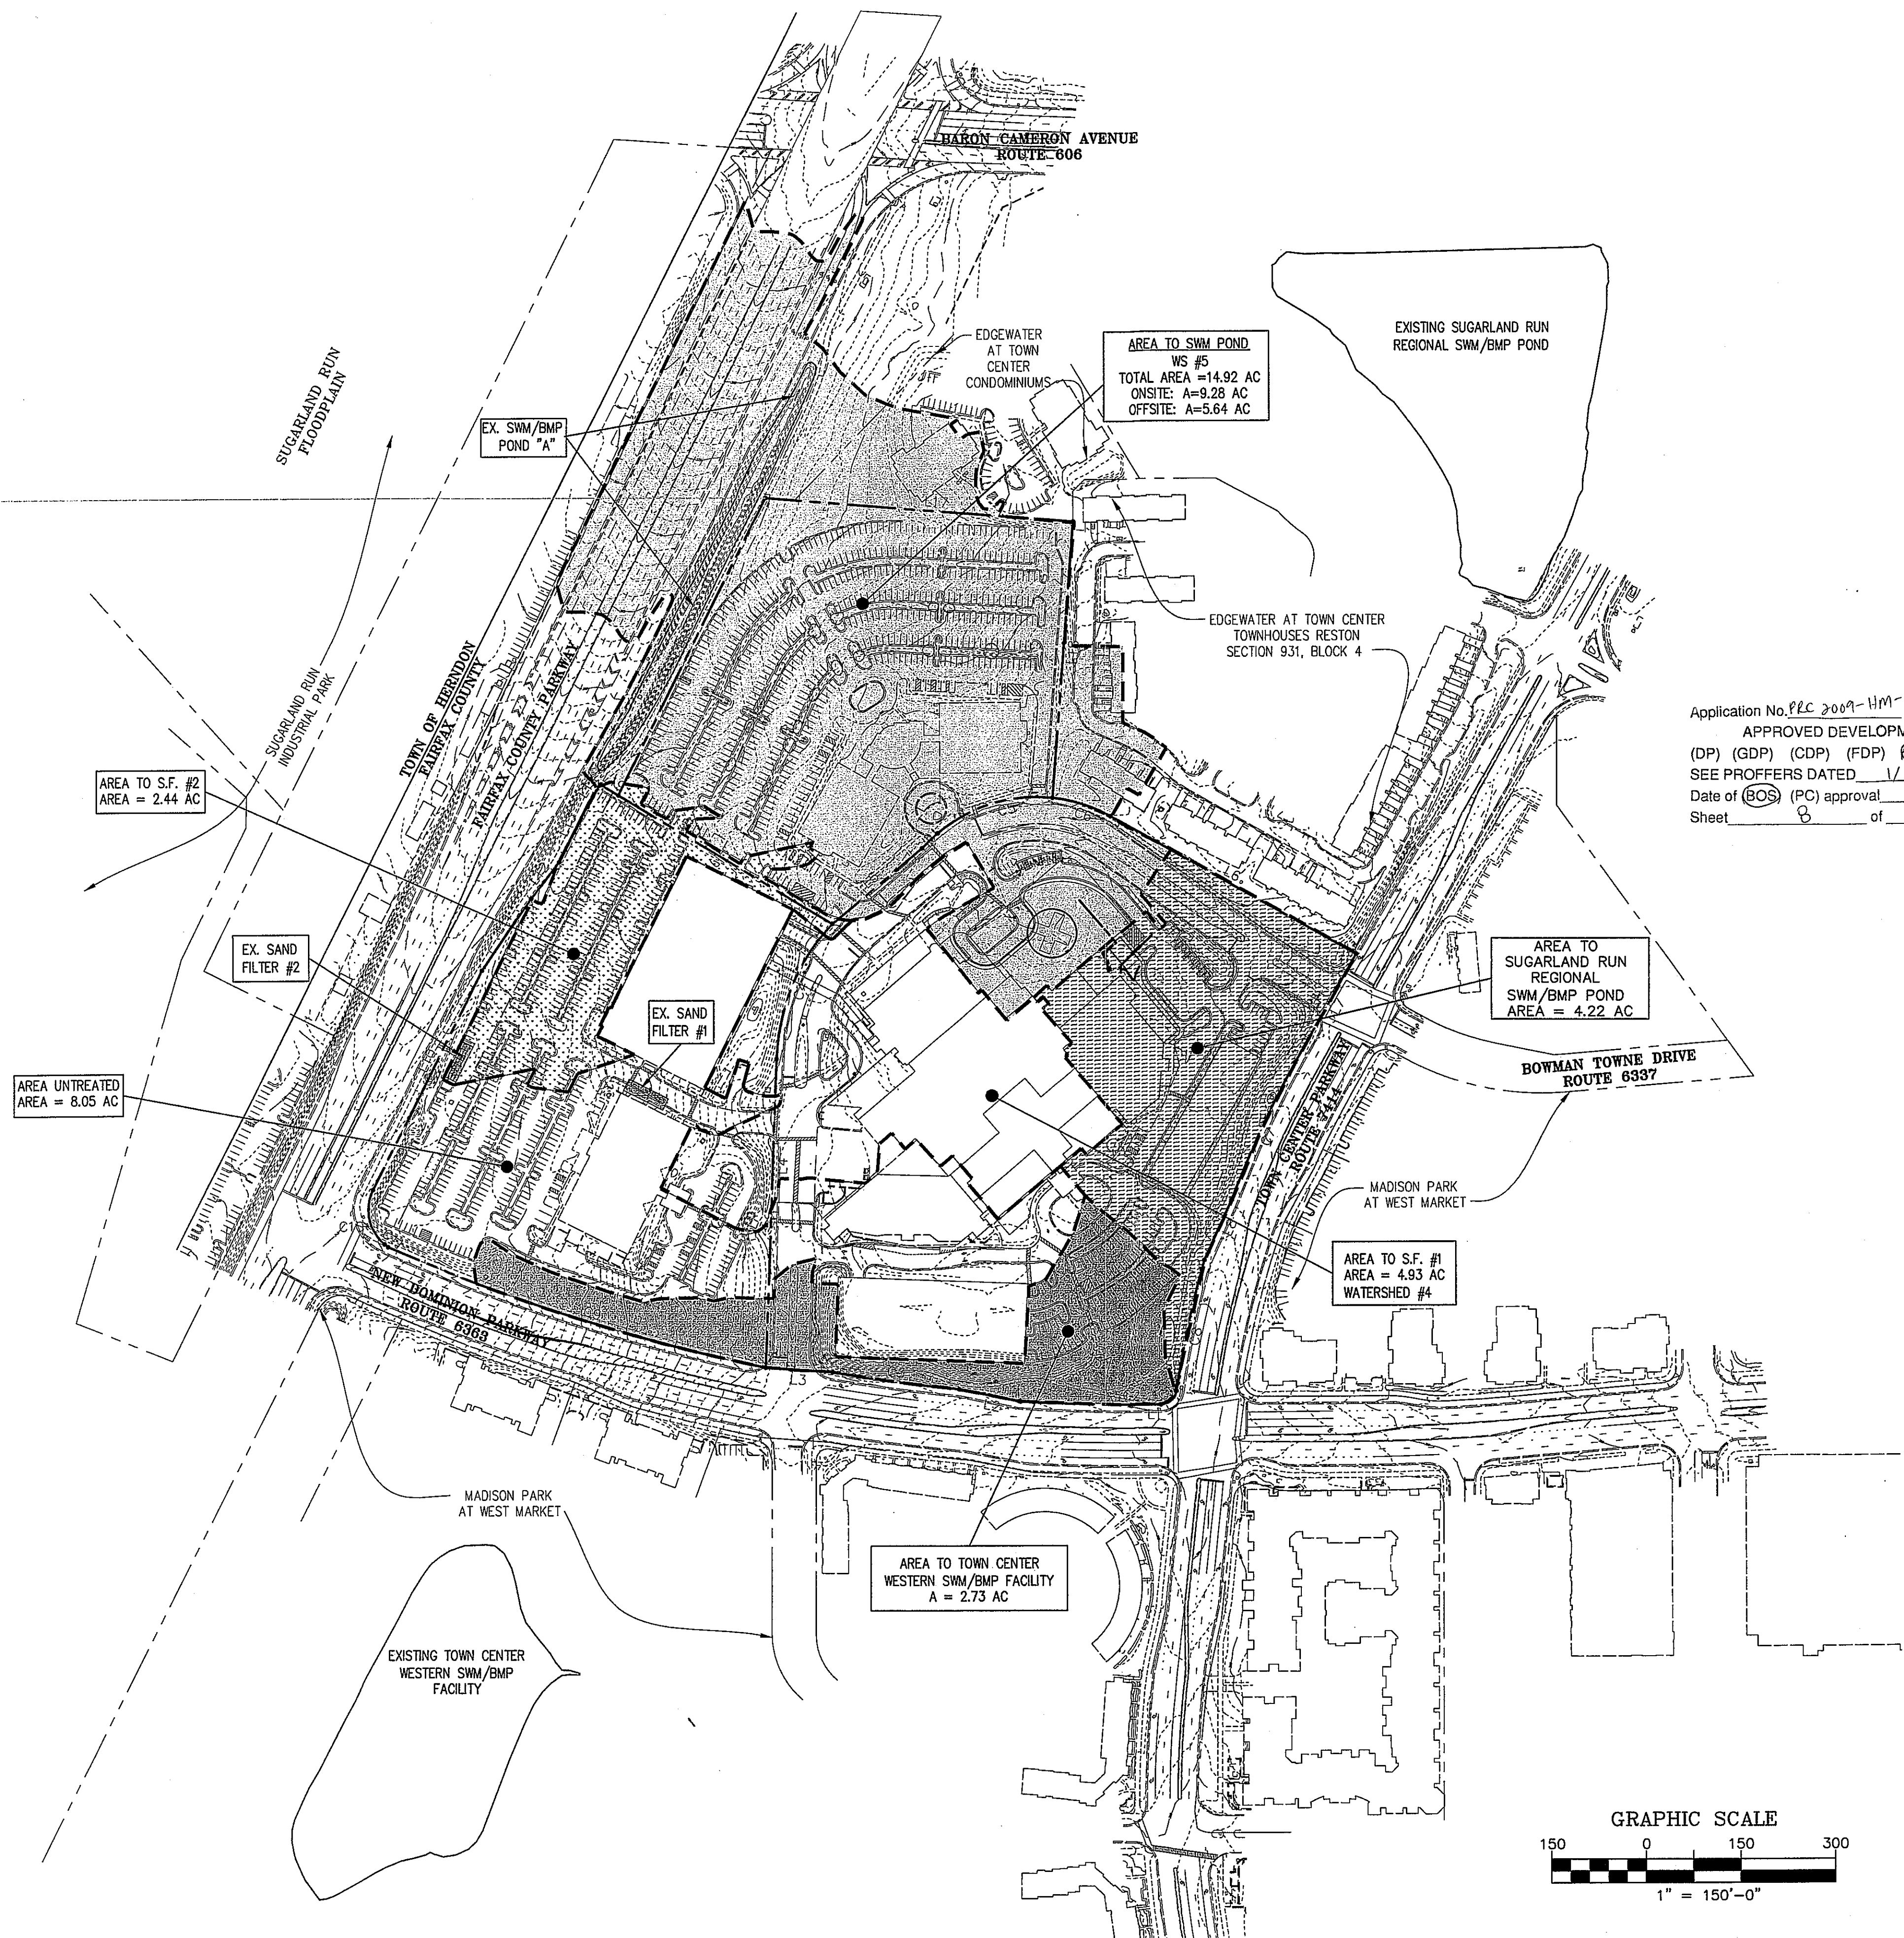 BARON CAMERON AVENUE
ROUTE 606
SUGARLAND RUN
FLOODPLAIN
EDGEWATER
AT TOWN
CENTER
CONDOMINIUMS
AREA TO SWM POND
WS #5
TOTAL AREA =14.92 AC
ONSITE: A=9.28 AC
OFFSITE: A=5.64 AC
EXISTING SUGARLAND RUN
REGIONAL SWM/BMP POND
EX. SWM/BMP
POND "A"
EDGEWATER AT TOWN CENTER
TOWNHOUSES RESTON
SECTION 931, BLOCK 4
SUGARLAND RUN
INDUSTRIAL PARK
TOWN OF HERNDON
FAIRFAX COUNTY
FAIRFAX COUNTY PARKWAY
Application No. PRC 2009-HM-
APPROVED DEVELOPM
(DP) (GDP) (CDP) (FDP)
SEE PROFFERS DATED 1/
Date of (BOS) (PC) approval
Sheet 8 of
AREA TO S.F. #2
AREA = 2.44 AC
EX. SAND
FILTER #2
EX. SAND
FILTER #1
AREA TO
SUGARLAND RUN
REGIONAL
SWM/BMP POND
AREA = 4.22 AC
BOWMAN TOWNE DRIVE
ROUTE 6337
TOWN CENTER PARKWAY
ROUTE 7414
AREA UNTREATED
AREA = 8.05 AC
MADISON PARK
AT WEST MARKET
AREA TO S.F. #1
AREA = 4.93 AC
WATERSHED #4
NEW DOMINION PARKWAY
ROUTE 6363
L3
MADISON PARK
AT WEST MARKET
AREA TO TOWN CENTER
WESTERN SWM/BMP FACILITY
A = 2.73 AC
EXISTING TOWN CENTER
WESTERN SWM/BMP
FACILITY
GRAPHIC SCALE
150 0 150 300
1" = 150'-0"